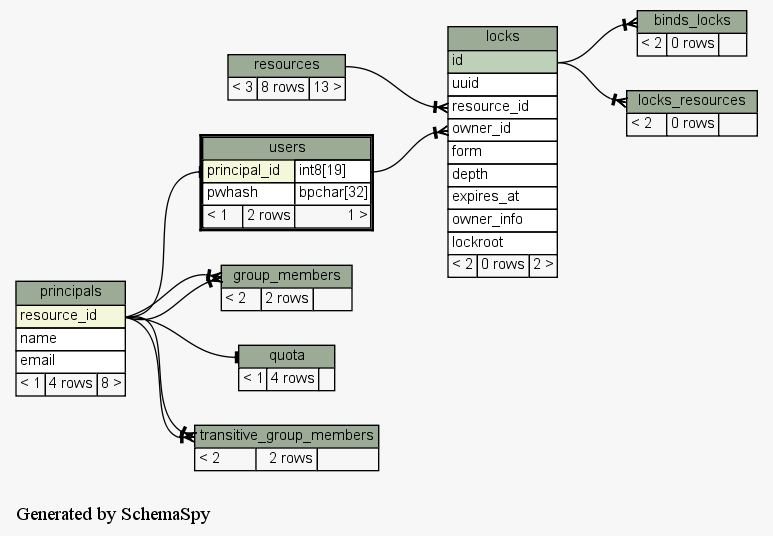 binds_locks
< 2 0 rows
locks
id
uuid
resource_id
owner_id
form
depth
expires_at
owner_info
lockroot
< 2 0 rows 2 >
resources
< 3 8 rows 13 >
locks_resources
< 2 0 rows
users
principal_id int8[19]
pwhash bpchar[32]
< 1 2 rows 1 >
group_members
< 2 2 rows
principals
resource_id
name
email
< 1 4 rows 8 >
quota
< 1 4 rows
transitive_group_members
< 2 2 rows
Generated by SchemaSpy